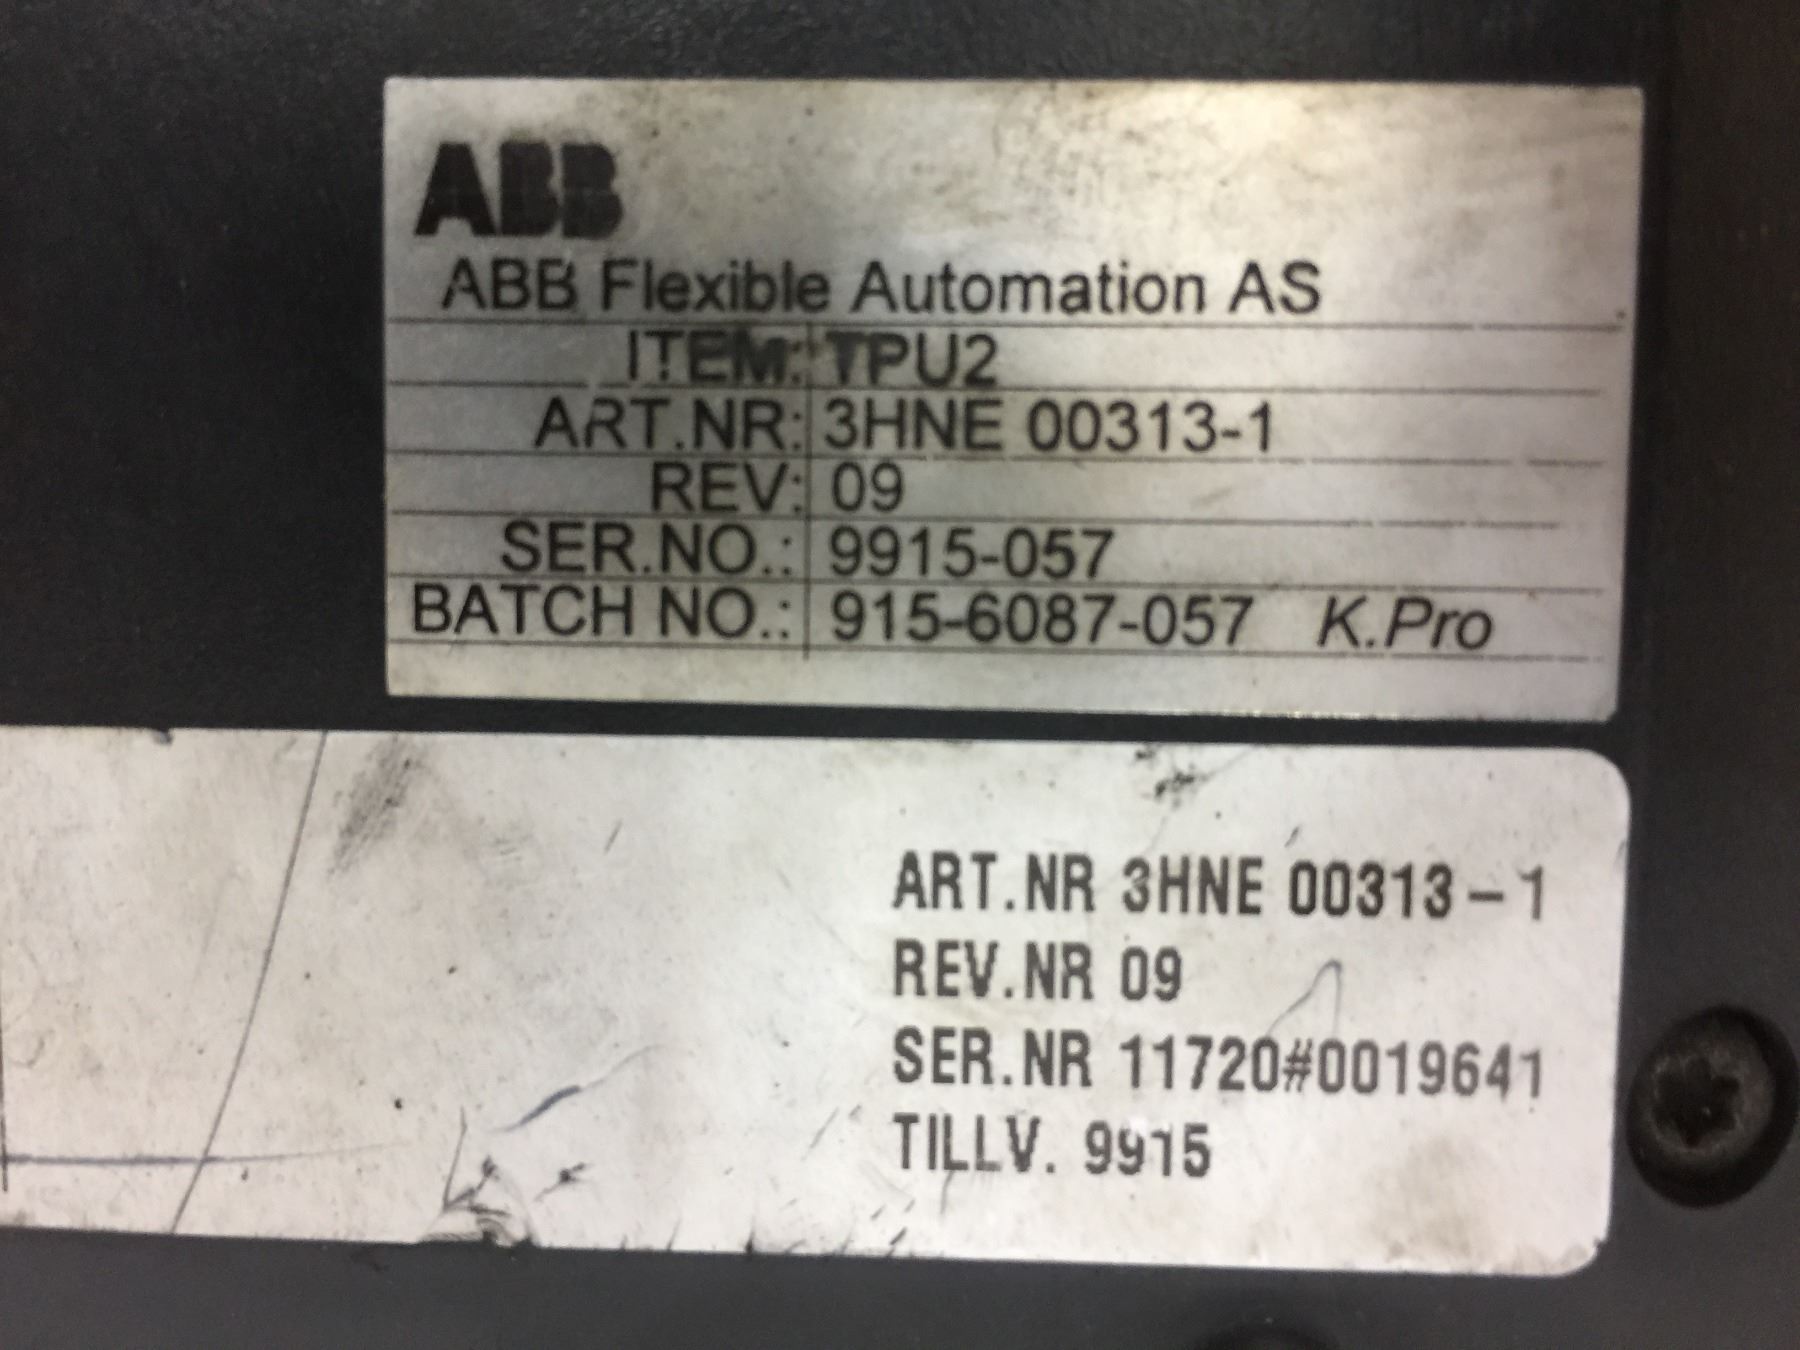 ABB
ABB Flexible Automation AS
ITEM: TPU2
ART.NR: 3HNE 00313-1
REV: 09
SER.NO.: 9915-057
BATCH NO.: 915-6087-057 K.Pro
ART.NR 3HNE 00313-1
REV.NR 09
SER.NR 11720#0019641
TILLV. 9915